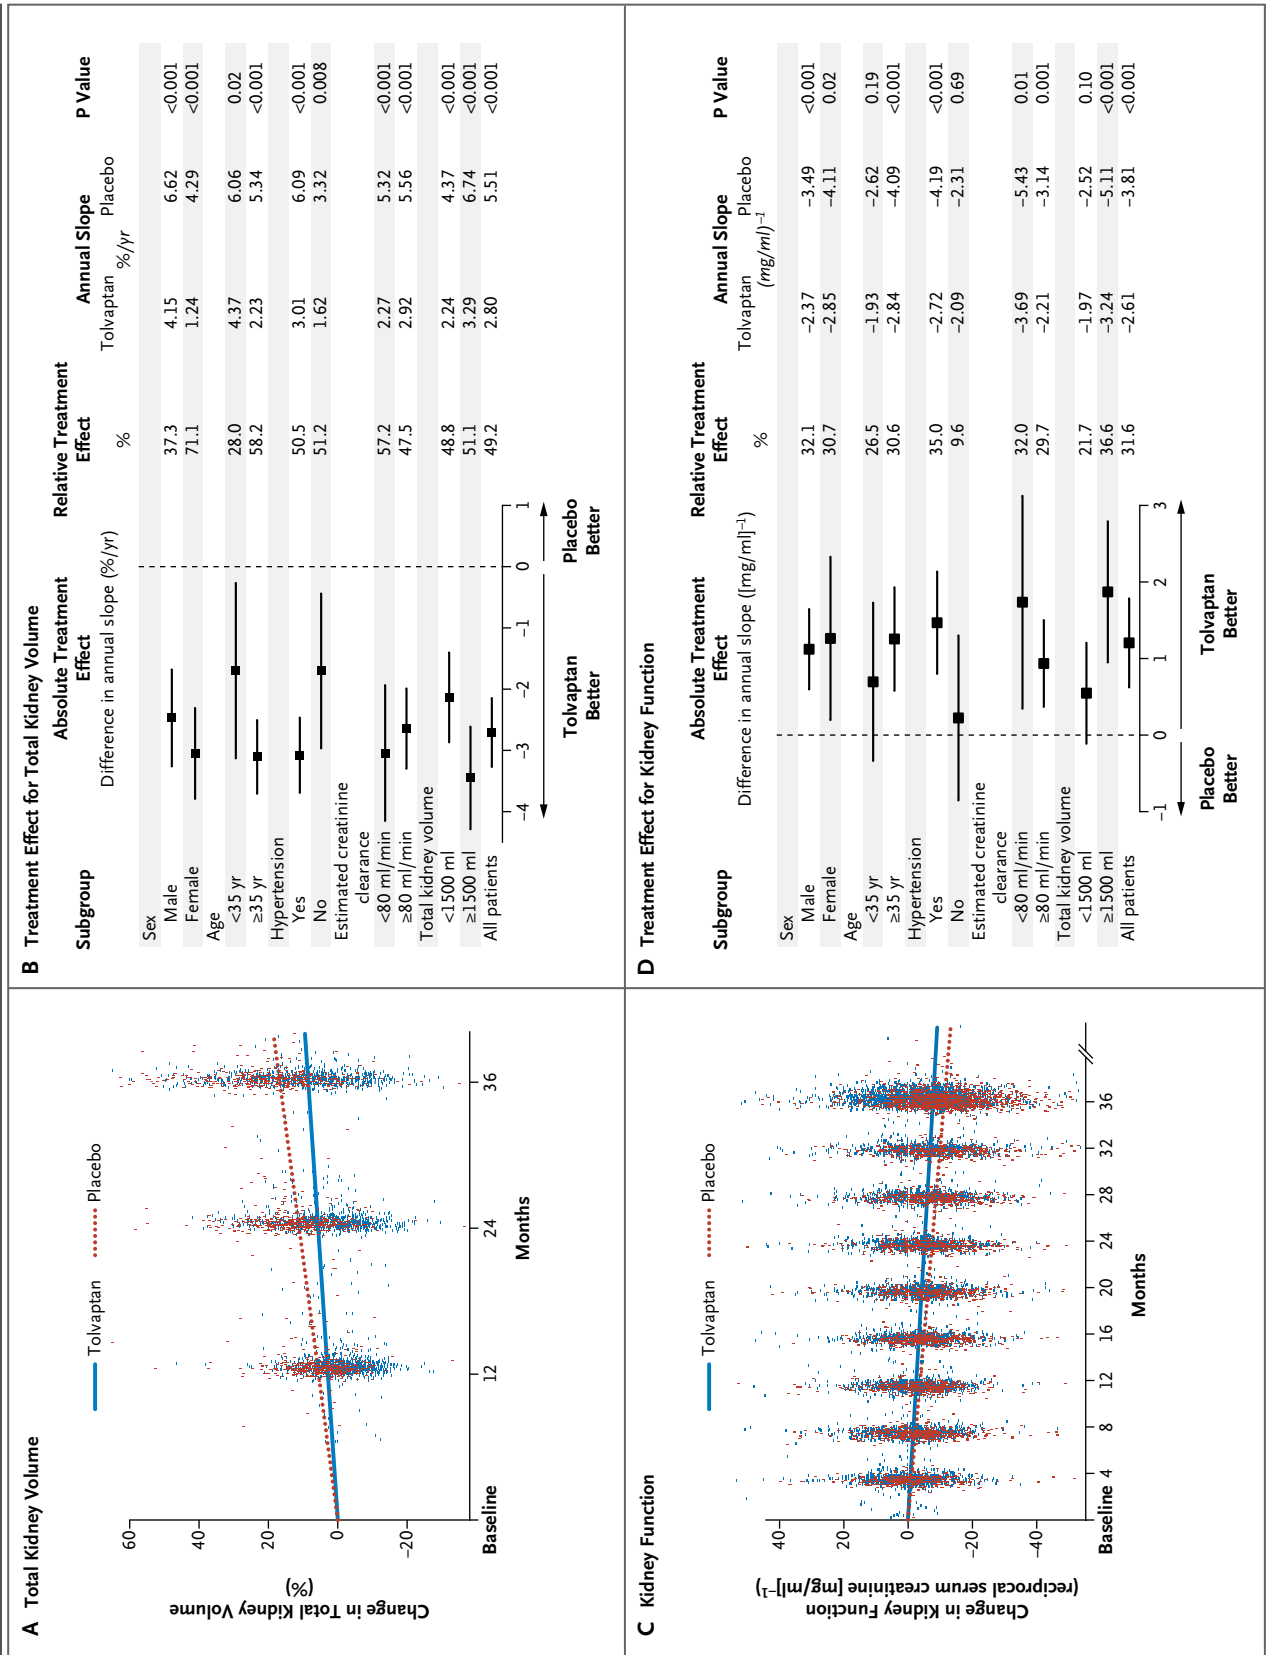 A Total Kidney Volume
Tolvaptan
Placebo
Change in Total Kidney Volume
(%)
60
40
20
0
−20
Baseline
12
24
36
Months
B Treatment Effect for Total Kidney Volume
Subgroup
Absolute Treatment
Effect
Relative Treatment
Effect
Annual Slope
P Value
Difference in annual slope (%/yr)
%
Tolvaptan
Placebo
%/yr
Sex
Male 37.3 4.15 6.62 <0.001
Female 71.1 1.24 4.29 <0.001
Age
<35 yr 28.0 4.37 6.06 0.02
≥35 yr 58.2 2.23 5.34 <0.001
Hypertension
Yes 50.5 3.01 6.09 <0.001
No 51.2 1.62 3.32 0.008
Estimated creatinine
clearance
<80 ml/min 57.2 2.27 5.32 <0.001
≥80 ml/min 47.5 2.92 5.56 <0.001
Total kidney volume
<1500 ml 48.8 2.24 4.37 <0.001
≥1500 ml 51.1 3.29 6.74 <0.001
All patients 49.2 2.80 5.51 <0.001
−4 −3 −2 −1 0 1
Tolvaptan
Better
Placebo
Better
C Kidney Function
Tolvaptan
Placebo
Change in Kidney Function
(reciprocal serum creatinine [mg/ml]−1)
40
20
0
−20
−40
Baseline
4 8 12 16 20 24 28 32 36
Months
D Treatment Effect for Kidney Function
Subgroup
Absolute Treatment
Effect
Relative Treatment
Effect
Annual Slope
P Value
Difference in annual slope ([mg/ml]−1)
%
Tolvaptan
Placebo
(mg/ml)−1
Sex
Male 32.1 −2.37 −3.49 <0.001
Female 30.7 −2.85 −4.11 0.02
Age
<35 yr 26.5 −1.93 −2.62 0.19
≥35 yr 30.6 −2.84 −4.09 <0.001
Hypertension
Yes 35.0 −2.72 −4.19 <0.001
No 9.6 −2.09 −2.31 0.69
Estimated creatinine
clearance
<80 ml/min 32.0 −3.69 −5.43 0.01
≥80 ml/min 29.7 −2.21 −3.14 0.001
Total kidney volume
<1500 ml 21.7 −1.97 −2.52 0.10
≥1500 ml 36.6 −3.24 −5.11 <0.001
All patients 31.6 −2.61 −3.81 <0.001
−1 0 1 2 3
Placebo
Better
Tolvaptan
Better